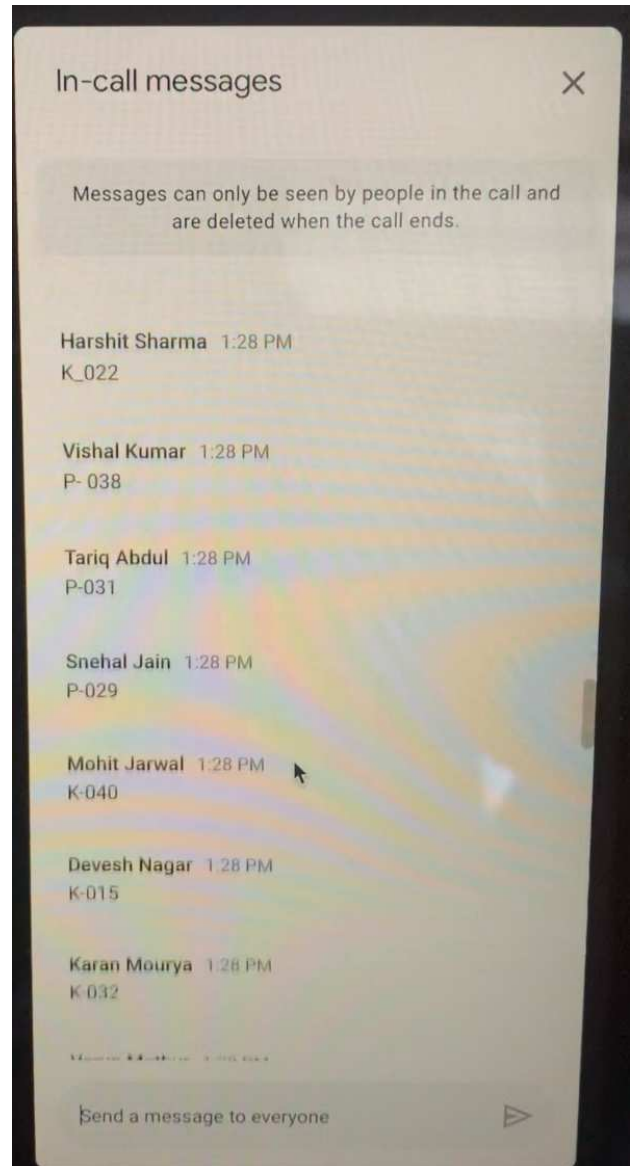 In-call messages
Messages can only be seen by people in the call and
are deleted when the call ends.
Harshit Sharma 1:28 PM
K_022
Vishal Kumar 1:28 PM
P- 038
Tariq Abdul 1:28 PM
P-031
Snehal Jain 1:28 PM
P-029
Mohit Jarwal 1:28 PM
K-040
Devesh Nagar 1:28 PM
K-015
Karan Mourya 1:28 PM
K-032
Send a message to everyone